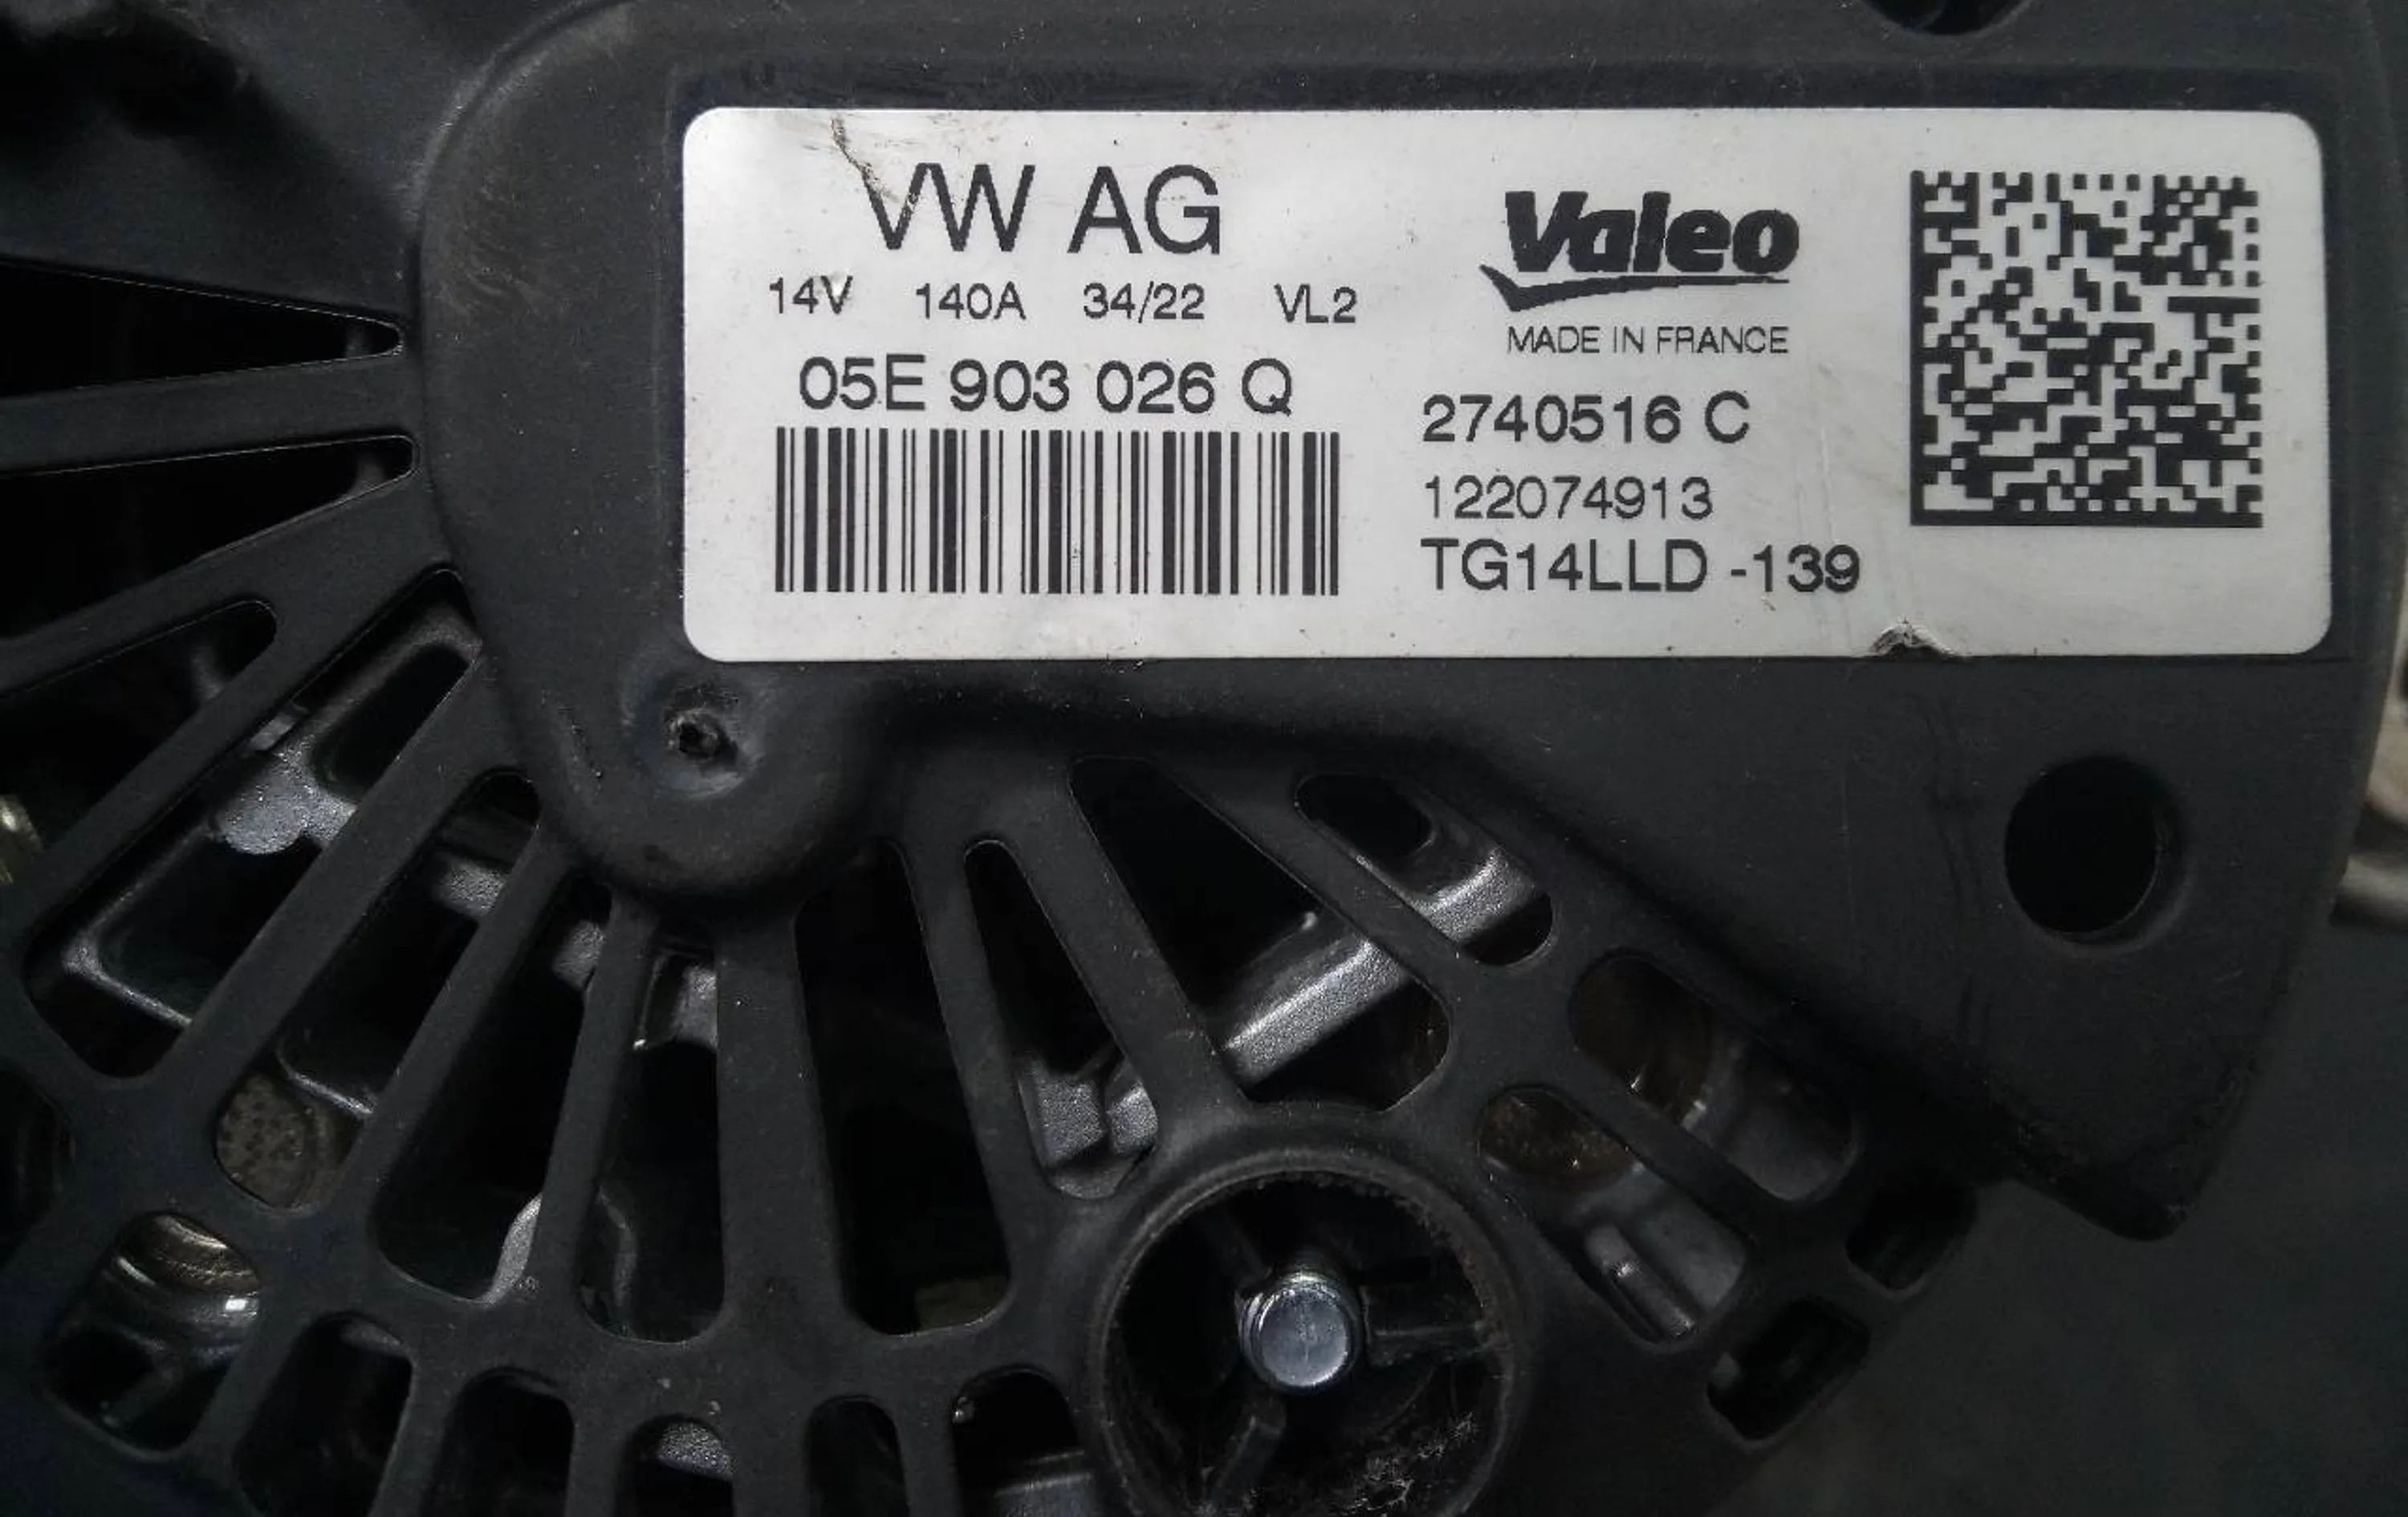 VW AG
14V 140A 34/22 VL2
05E 903 026 Q
Valeo
MADE IN FRANCE
2740516 C
122074913
TG14LLD -139